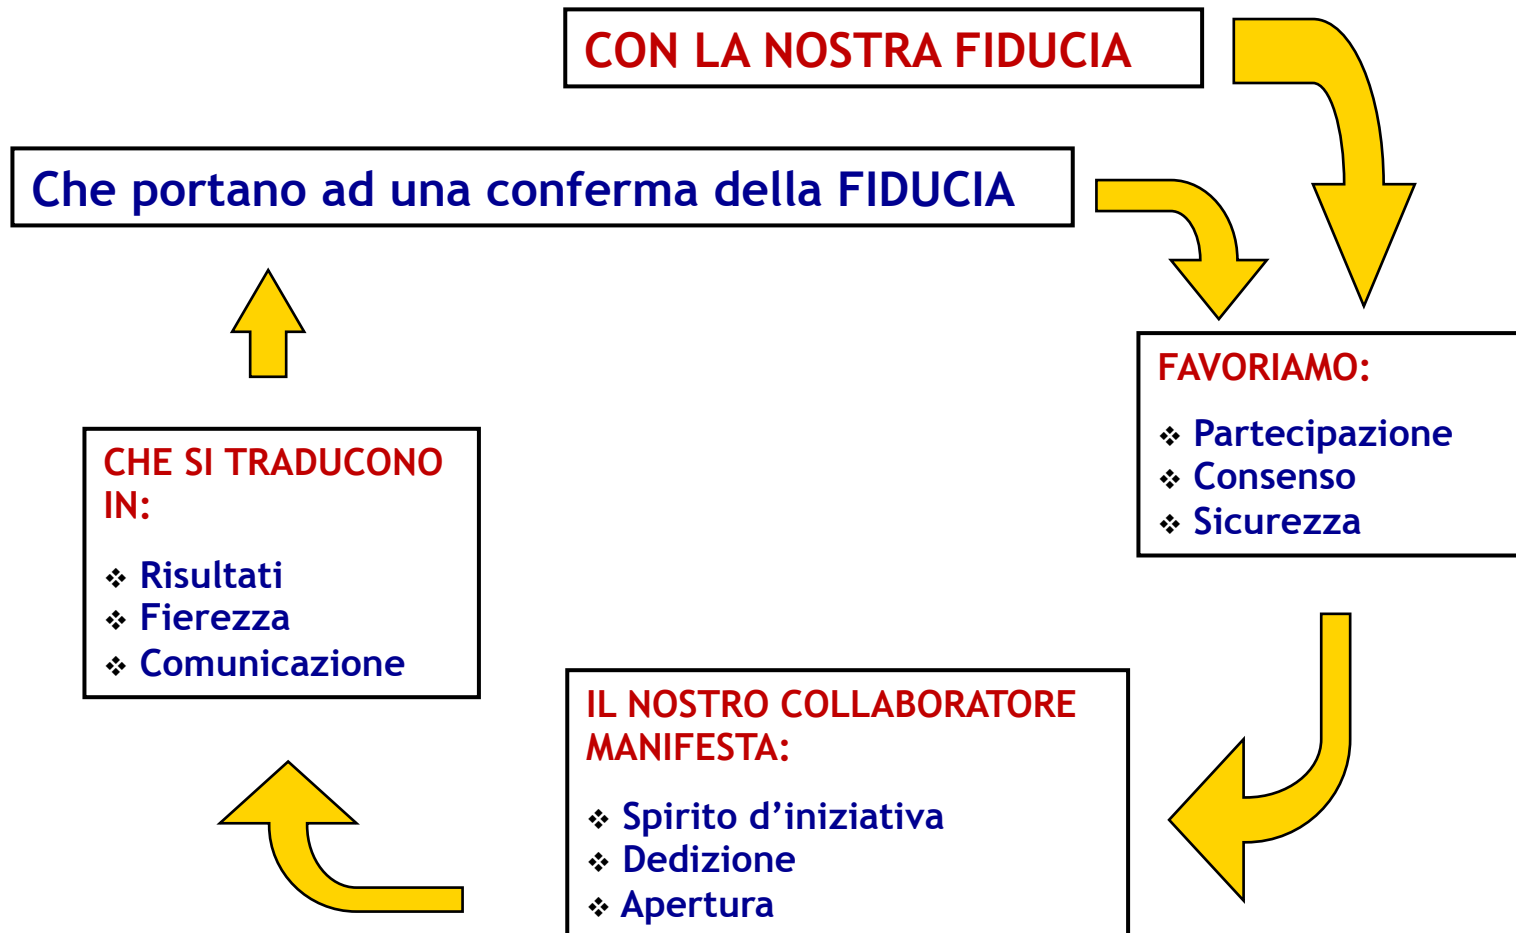 CON LA NOSTRA FIDUCIA
Che portano ad una conferma della FIDUCIA
FAVORIAMO:
❖ Partecipazione
❖ Consenso
❖ Sicurezza
IL NOSTRO COLLABORATORE
MANIFESTA:
❖ Spirito d’iniziativa
❖ Dedizione
❖ Apertura
CHE SI TRADUCONO
IN:
❖ Risultati
❖ Fierezza
❖ Comunicazione